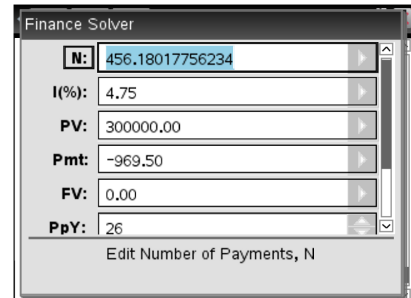 Finance Solver
N: 456.18017756234
I(%): 4.75
PV: 300000.00
Pmt: -969.50
FV: 0.00
PpY: 26
Edit Number of Payments, N